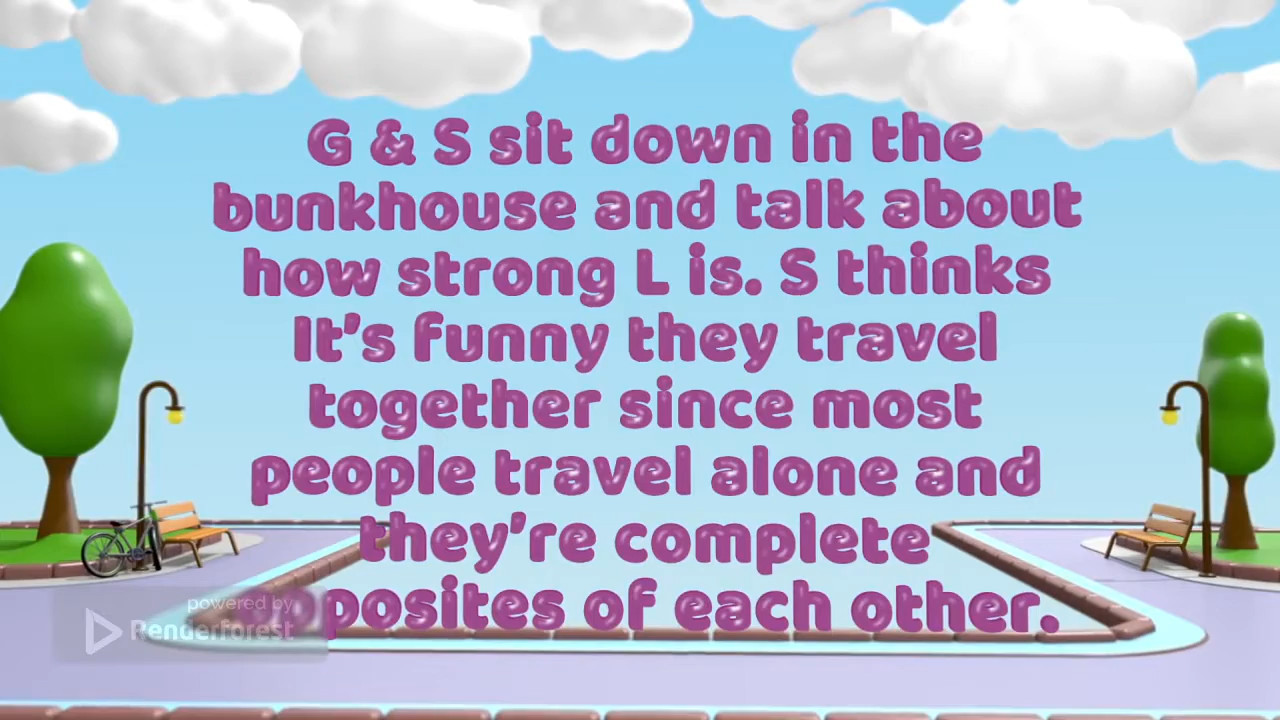 G & S sit down in the
bunkhouse and talk about
how strong L is. S thinks
It's funny they travel
together since most
people travel alone and
they're complete
opposites of each other.
powered by
Renderforest